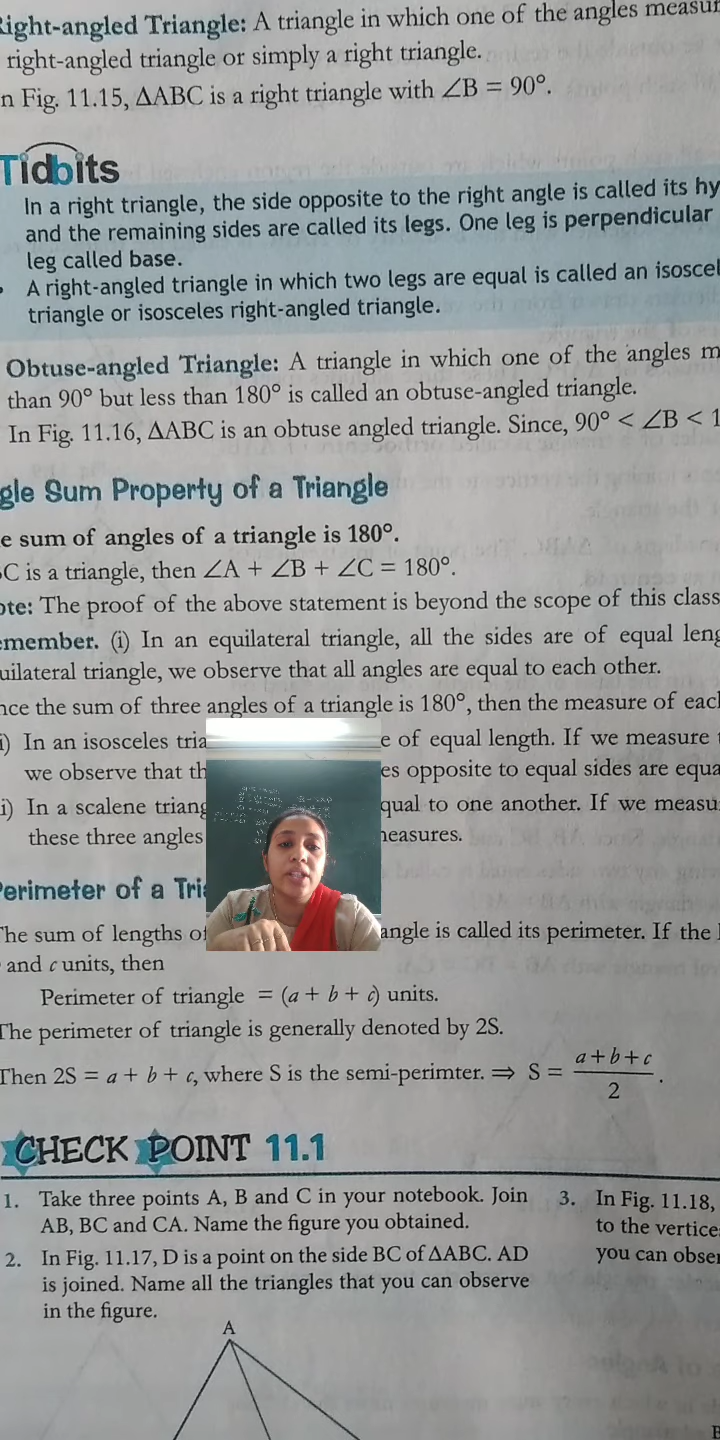 Right-angled Triangle: A triangle in which one of the angles measur
right-angled triangle or simply a right triangle.
n Fig. 11.15, ΔABC is a right triangle with ∠B = 90°.
Tidbits
In a right triangle, the side opposite to the right angle is called its hy
and the remaining sides are called its legs. One leg is perpendicular
leg called base.
A right-angled triangle in which two legs are equal is called an isoscel
triangle or isosceles right-angled triangle.
Obtuse-angled Triangle: A triangle in which one of the angles m
than 90° but less than 180° is called an obtuse-angled triangle.
In Fig. 11.16, ΔABC is an obtuse angled triangle. Since, 90° < ∠B < 1
gle Sum Property of a Triangle
e sum of angles of a triangle is 180°.
C is a triangle, then ∠A + ∠B + ∠C = 180°.
ote: The proof of the above statement is beyond the scope of this class
emember. (i) In an equilateral triangle, all the sides are of equal leng
uilateral triangle, we observe that all angles are equal to each other.
nce the sum of three angles of a triangle is 180°, then the measure of eac
i) In an isosceles tria e of equal length. If we measure
we observe that th es opposite to equal sides are equa
i) In a scalene triang qual to one another. If we measu
these three angles measures.
Perimeter of a Tri
The sum of lengths of angle is called its perimeter. If the
and c units, then
Perimeter of triangle = (a + b + c) units.
The perimeter of triangle is generally denoted by 2S.
Then 2S = a + b + c, where S is the semi-perimter. ⇒ S = a+b+c/2.
CHECK POINT 11.1
1. Take three points A, B and C in your notebook. Join
AB, BC and CA. Name the figure you obtained.
2. In Fig. 11.17, D is a point on the side BC of ΔABC. AD
is joined. Name all the triangles that you can observe
in the figure.
A
3. In Fig. 11.18,
to the vertice
you can obser